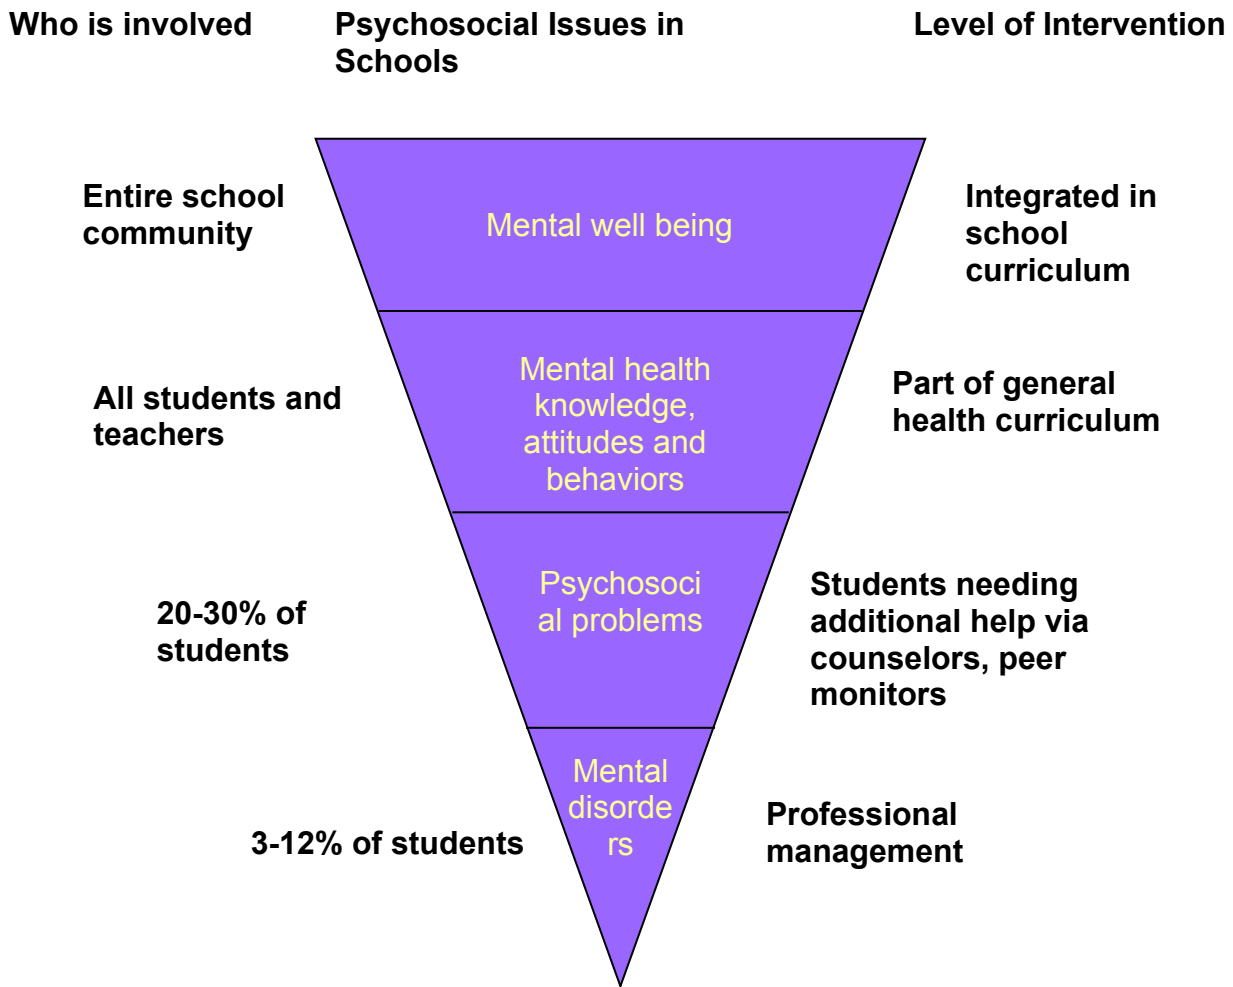 Who is involved
Psychosocial Issues in
Schools
Level of Intervention
Entire school
community
Mental well being
Integrated in
school
curriculum
All students and
teachers
Mental health
knowledge,
attitudes and
behaviors
Part of general
health curriculum
20-30% of
students
Psychosoci
al problems
Students needing
additional help via
counselors, peer
monitors
3-12% of students
Mental
disorde
rs
Professional
management